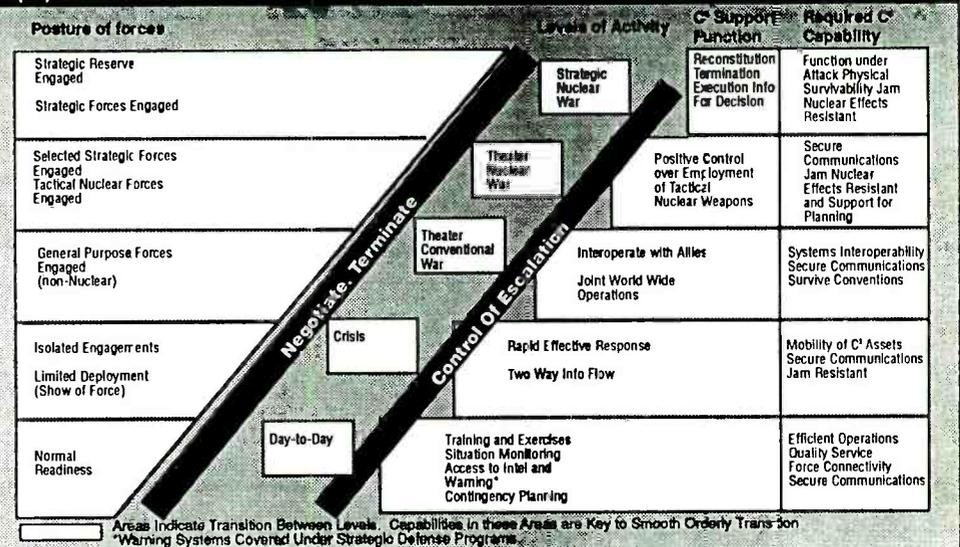 Posture of forces
Levels of Activity
C³ Support
Function
Required C³
Capability
Strategic Reserve
Engaged
Strategic Forces Engaged
Strategic
Nuclear
War
Reconstitution
Termination
Execution Info
For Decision
Function under
Attack Physical
Survivability Jam
Nuclear Effects
Resistant
Selected Strategic Forces
Engaged
Tactical Nuclear Forces
Engaged
Theater
Nuclear
War
Positive Control
over Employment
of Tactical
Nuclear Weapons
Secure
Communications
Jam Nuclear
Effects Resistant
and Support for
Planning
General Purpose Forces
Engaged
(non-Nuclear)
Theater
Conventional
War
Interoperate with Allies
Joint World Wide
Operations
Systems Interoperability
Secure Communications
Survive Conventions
Isolated Engagements
Limited Deployment
(Show of Force)
Crisis
Rapid Effective Response
Two Way Info Flow
Mobility of C³ Assets
Secure Communications
Jam Resistant
Normal
Readiness
Day-to-Day
Training and Exercises
Situation Monitoring
Access to Intel and
Warning*
Contingency Planning
Efficient Operations
Quality Service
Force Connectivity
Secure Communications
Negotiate. Terminate
Control Of Escalation
Areas Indicate Transition Between Levels. Capabilities in these Areas are Key to Smooth Orderly Transition
*Warning Systems Covered Under Strategic Defense Programs.